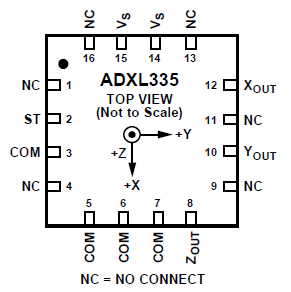 NC
VS
VS
NC
16
15
14
13
ADXL335
TOP VIEW
(Not to Scale)
NC 1
ST 2
COM 3
NC 4
12 XOUT
11 NC
10 YOUT
9 NC
+Y
+Z
+X
5
6
7
8
COM
COM
COM
ZOUT
NC = NO CONNECT